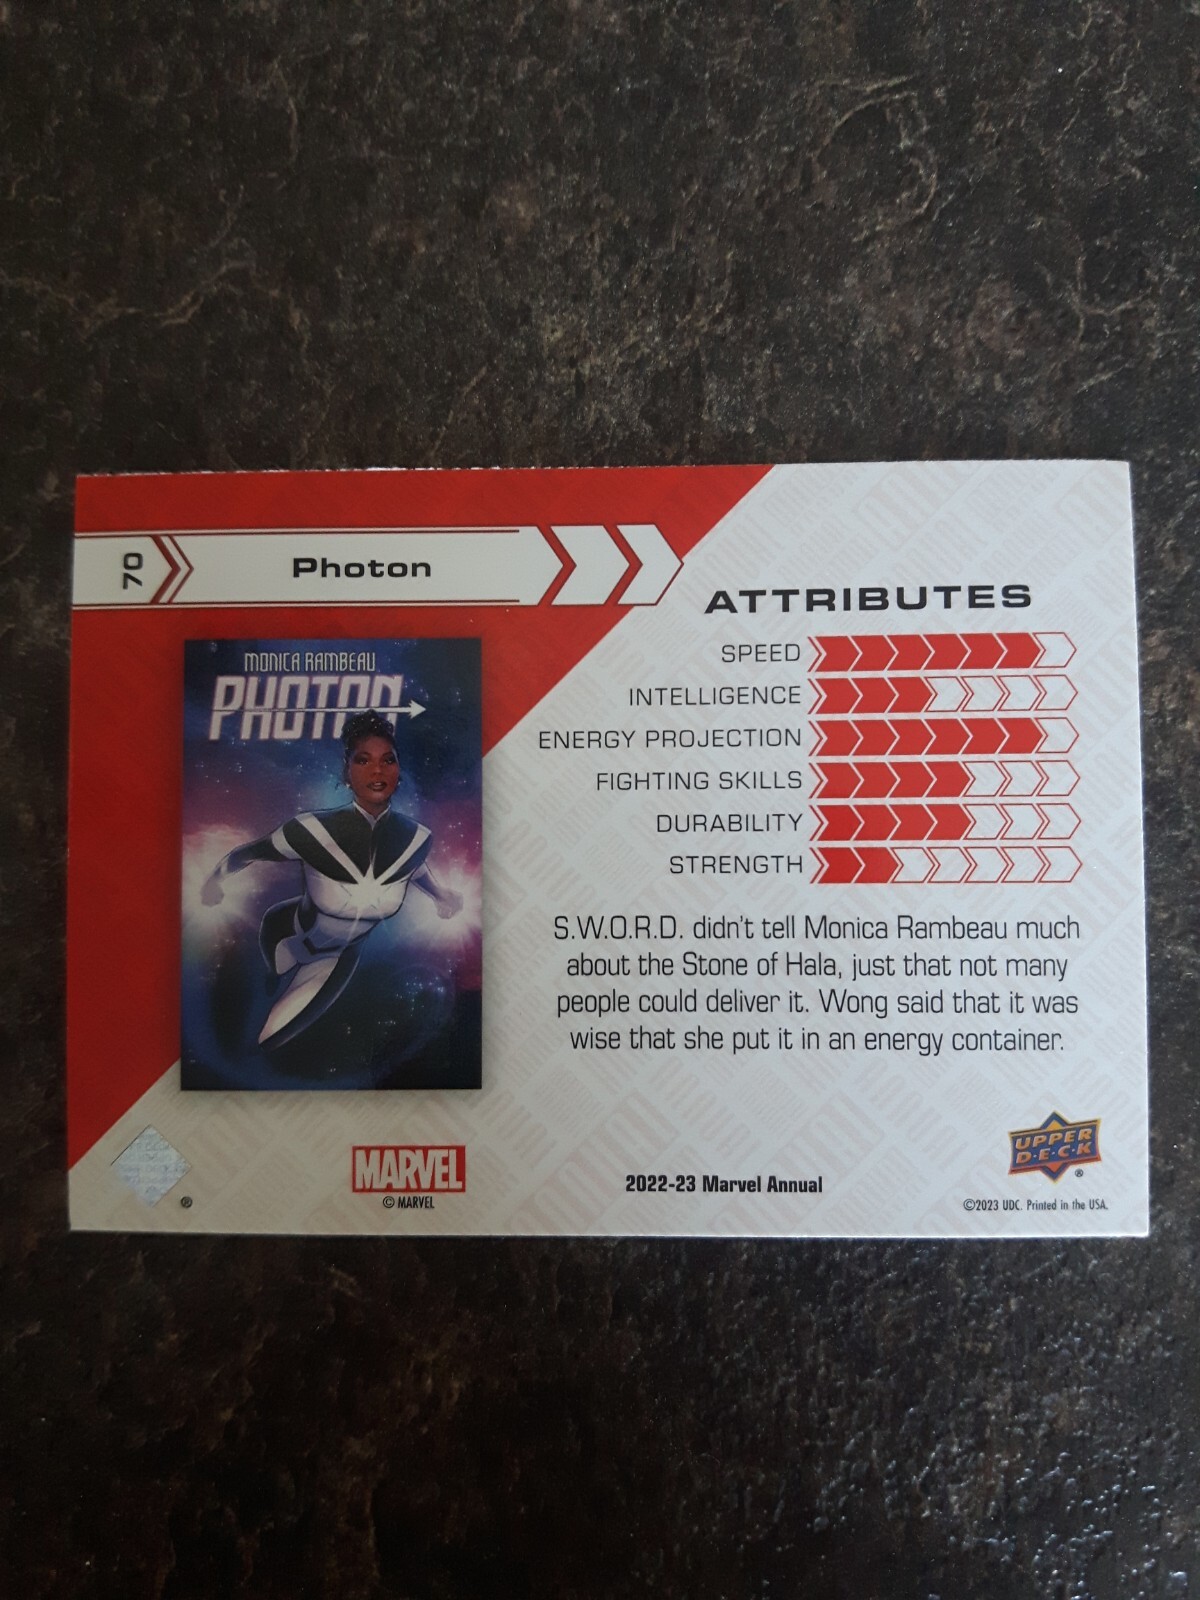 70
Photon
MONICA RAMBEAU
PHOTON
ATTRIBUTES
SPEED
INTELLIGENCE
ENERGY PROJECTION
FIGHTING SKILLS
DURABILITY
STRENGTH
S.W.O.R.D. didn't tell Monica Rambeau much
about the Stone of Hala, just that not many
people could deliver it. Wong said that it was
wise that she put it in an energy container.
®
MARVEL
© MARVEL
2022-23 Marvel Annual
UPPER
D·E·C·K
®
©2023 UDC. Printed in the USA.